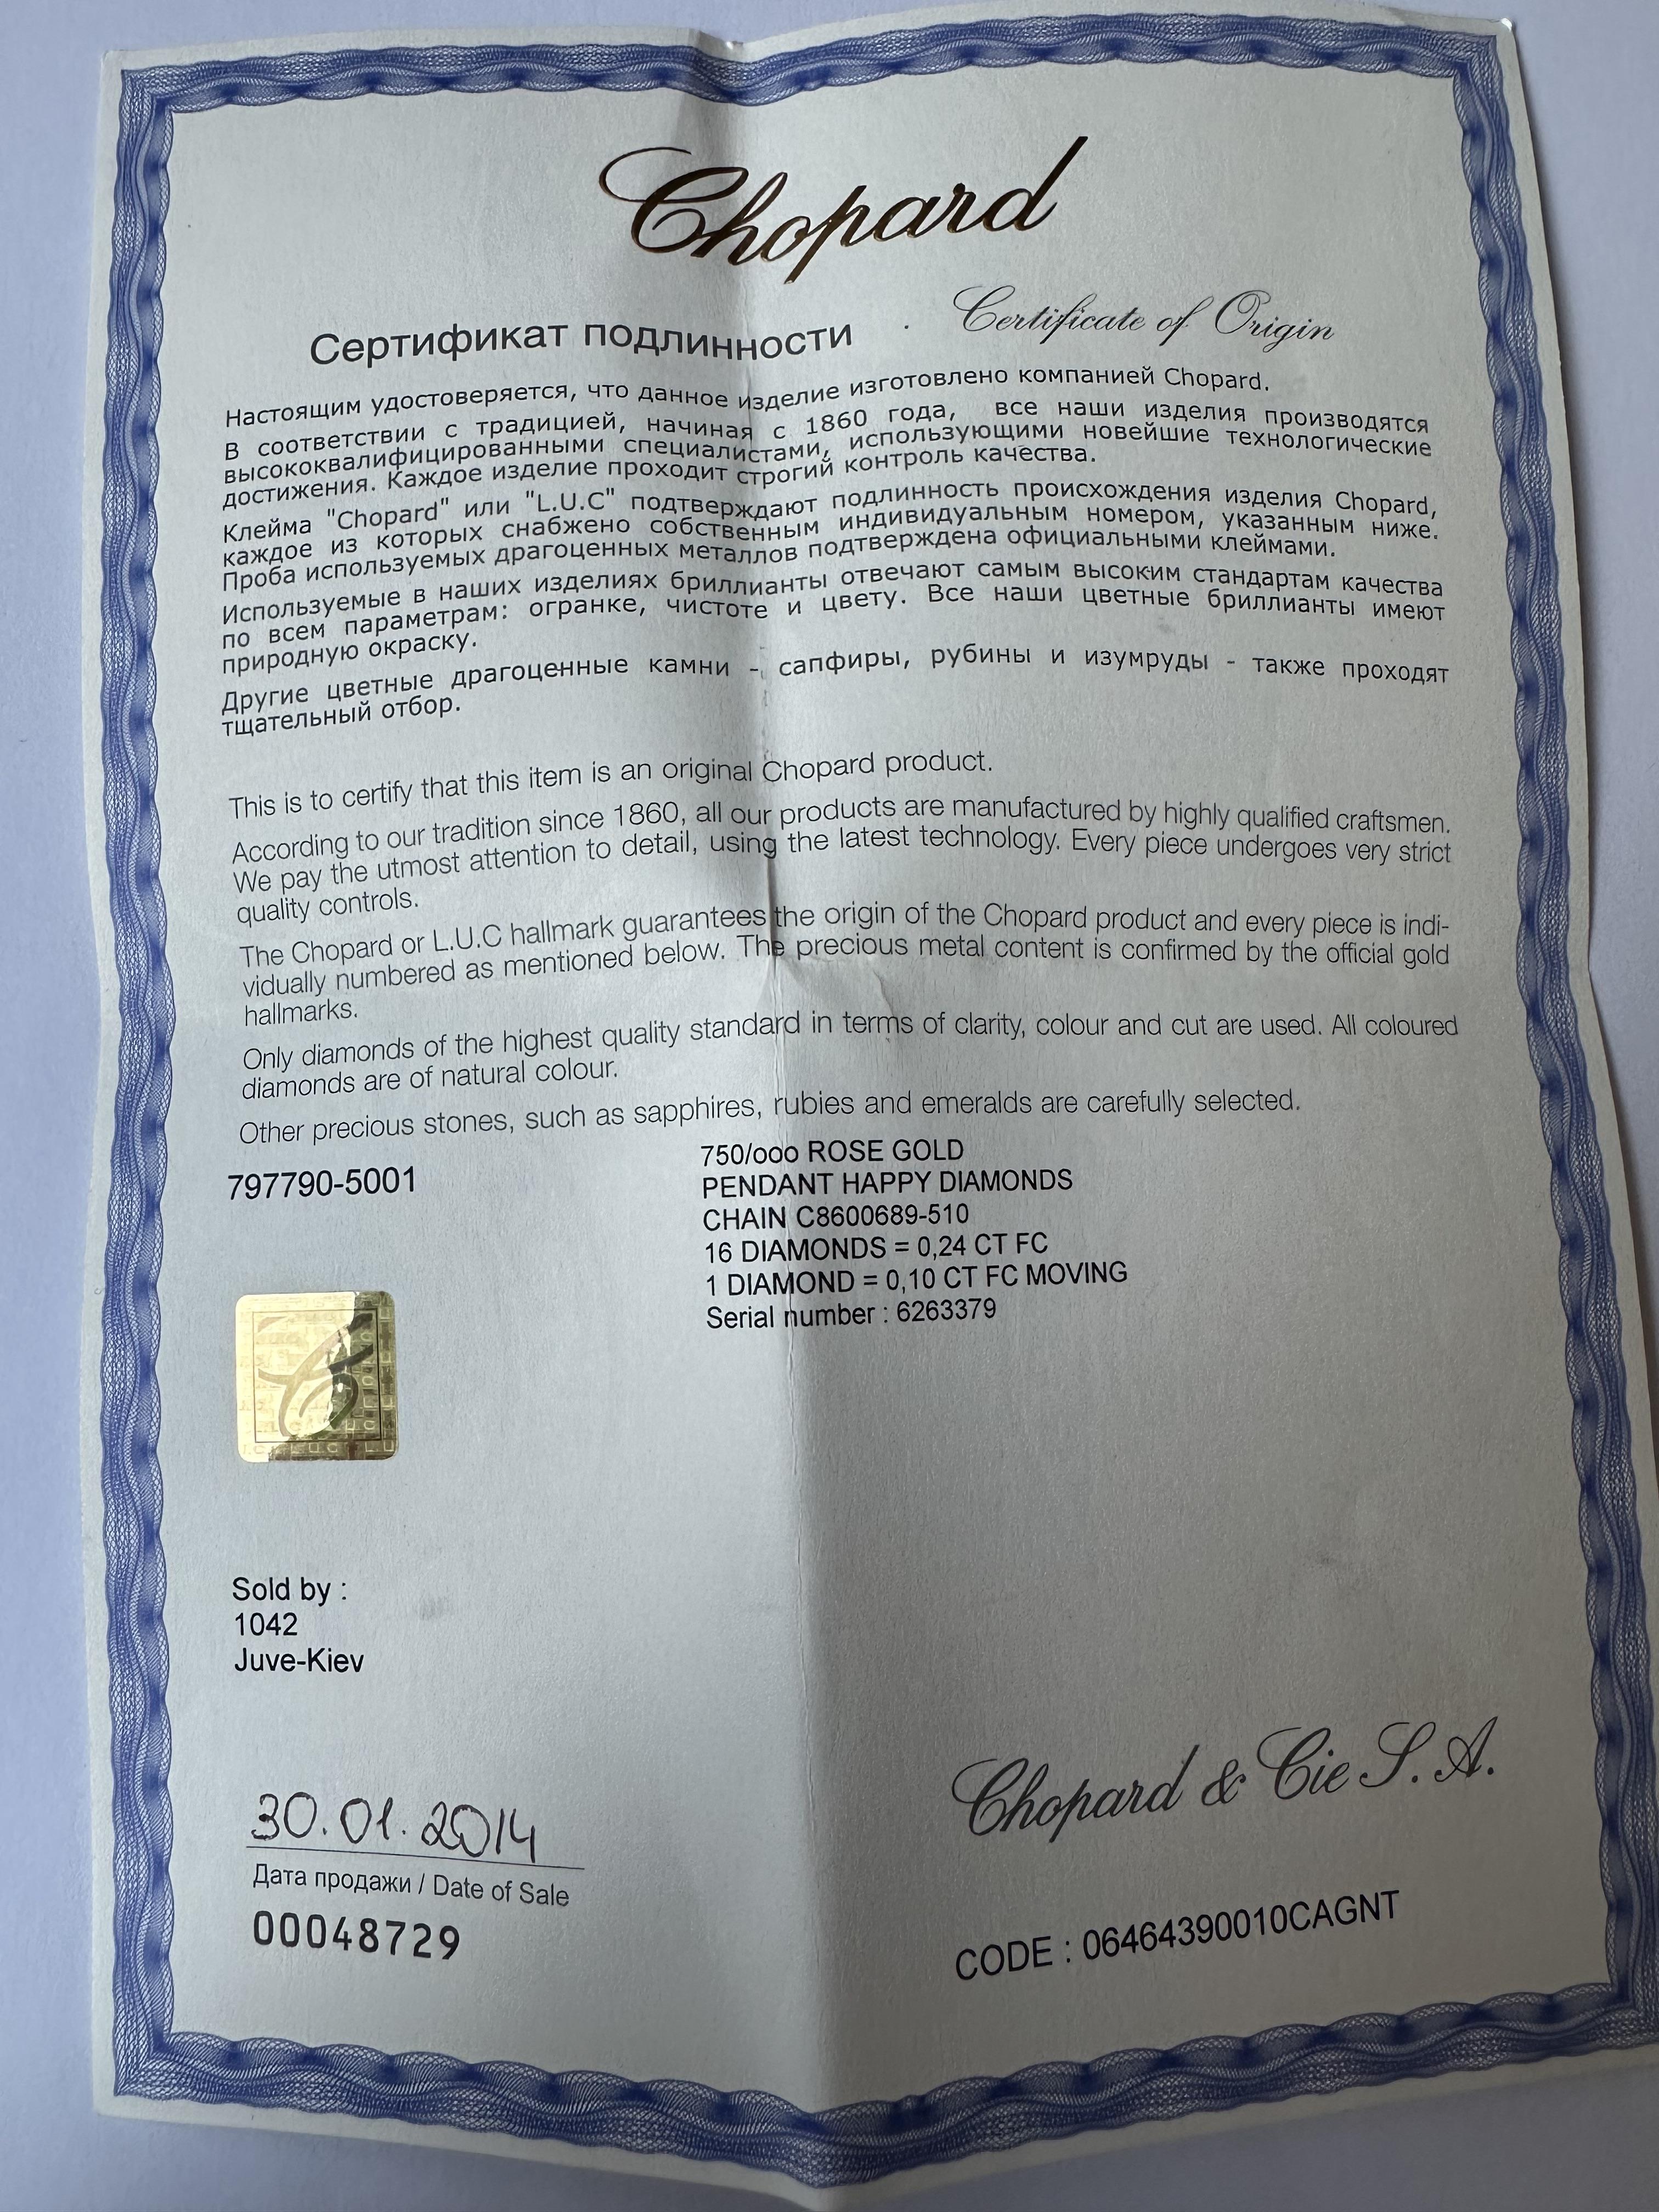 Chopard
Сертификат подлинности
Certificate of Origin
Настоящим удостоверяется, что данное изделие изготовлено компанией Chopard.
В соответствии с традицией, начиная с 1860 года, все наши изделия производятся
высококвалифицированными специалистами, использующими новейшие технологические
достижения. Каждое изделие проходит строгий контроль качества.
Клейма "Chopard" или "L.U.C" подтверждают подлинность происхождения изделия Chopard,
каждое из которых снабжено собственным индивидуальным номером, указанным ниже.
Проба используемых драгоценных металлов подтверждена официальными клеймами.
Используемые в наших изделиях бриллианты отвечают самым высоким стандартам качества
по всем параметрам: огранке, чистоте и цвету. Все наши цветные бриллианты имеют
природную окраску.
Другие цветные драгоценные камни - сапфиры, рубины и изумруды - также проходят
тщательный отбор.
This is to certify that this item is an original Chopard product.
According to our tradition since 1860, all our products are manufactured by highly qualified craftsmen.
We pay the utmost attention to detail, using the latest technology. Every piece undergoes very strict
quality controls.
The Chopard or L.U.C hallmark guarantees the origin of the Chopard product and every piece is indi-
vidually numbered as mentioned below. The precious metal content is confirmed by the official gold
hallmarks.
Only diamonds of the highest quality standard in terms of clarity, colour and cut are used. All coloured
diamonds are of natural colour.
Other precious stones, such as sapphires, rubies and emeralds are carefully selected.
797790-5001
750/ooo ROSE GOLD
PENDANT HAPPY DIAMONDS
CHAIN C8600689-510
16 DIAMONDS = 0,24 CT FC
1 DIAMOND = 0,10 CT FC MOVING
Serial number : 6263379
Sold by :
1042
Juve-Kiev
Chopard & Cie S. A.
30.01.2014
Дата продажи / Date of Sale
00048729
CODE : 06464390010CAGNT